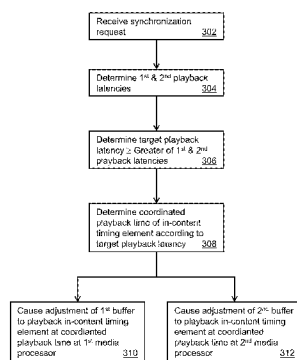 Receive synchronization
request 302
Determine 1st & 2nd playback
latencies 304
Determine target playback
latency ≥ Greater of 1st & 2nd
playback latencies 306
Determine coordinated
playback time of in-content
timing element according to
target playback latency
308
Cause adjustment of 1st buffer
to playback in-content timing
element at coordianted
playback time at 1st media
processor 310
Cause adjustment of 2nd buffer
to playback in-content timing
element at coordianted
playback time at 2nd media
processor 312